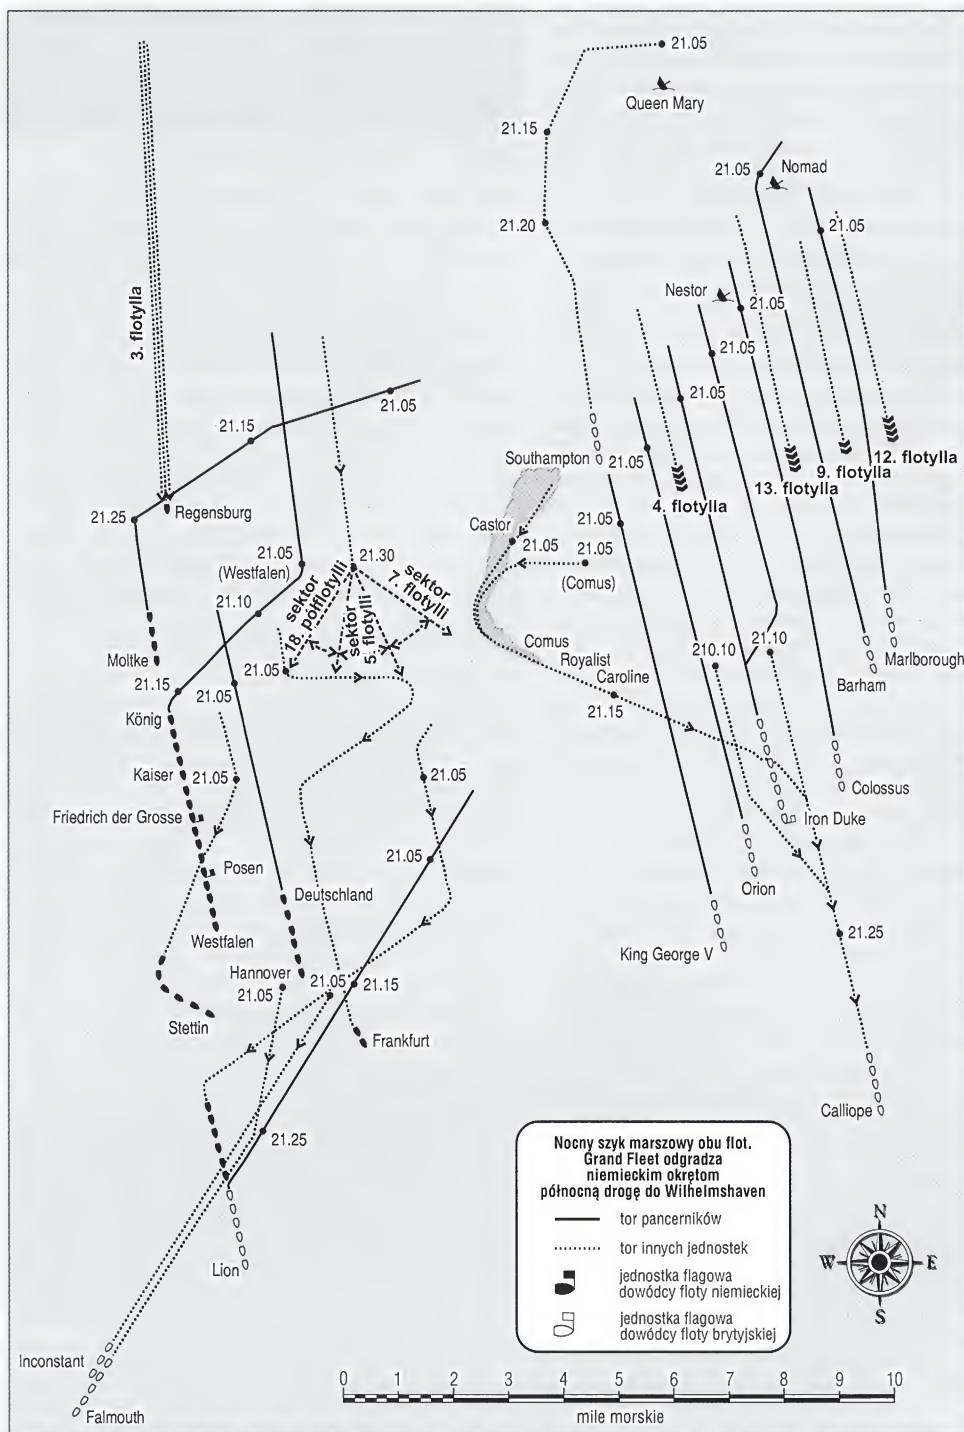 21.05
Queen Mary
21.15
21.05
Nomad
21.20
21.05
Nestor
21.05
3. flotylla
21.05
21.05
21.05
21.15
12. flotylla
Southampton
21.05
9. flotylla
13. flotylla
4. flotylla
21.25
Regensburg
Castor
21.05
21.05
21.05
(Comus)
21.05
(Westfalen)
21.30
sektor
18. półflotylli
sektor
5. flotylli
sektor
7. flotylli
21.10
Comus
Royalist
Caroline
21.15
210.10
21.10
Marlborough
Barham
Moltke
21.05
21.15
21.05
König
Kaiser
21.05
21.05
Colossus
Friedrich der Grosse
Iron Duke
21.05
Posen
Orion
Deutschland
21.25
Westfalen
King George V
Hannover
21.05
21.05
21.15
Stettin
Frankfurt
Calliope
21.25
Lion
Inconstant
Falmouth
Nocny szyk marszowy obu flot.
Grand Fleet odgradza
niemieckim okrętom
północną drogę do Wilhelmshaven
tor pancerników
tor innych jednostek
jednostka flagowa
dowódcy floty niemieckiej
jednostka flagowa
dowódcy floty brytyjskiej
N
W
E
S
0 1 2 3 4 5 6 7 8 9 10
mile morskie